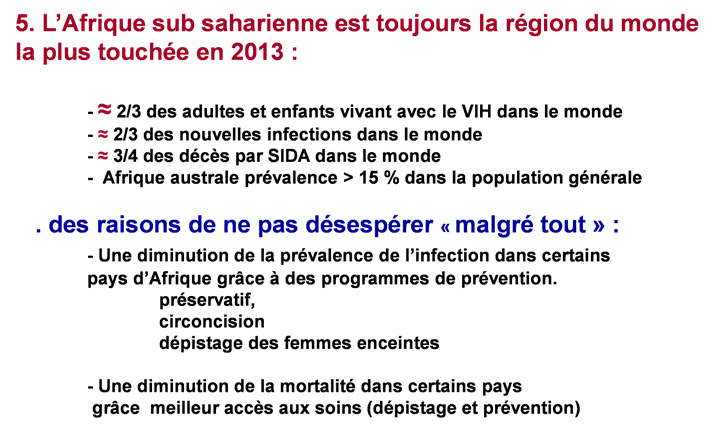 5. L’Afrique sub saharienne est toujours la région du monde
la plus touchée en 2013 :
- ≈ 2/3 des adultes et enfants vivant avec le VIH dans le monde
- ≈ 2/3 des nouvelles infections dans le monde
- ≈ 3/4 des décès par SIDA dans le monde
- Afrique australe prévalence > 15 % dans la population générale
. des raisons de ne pas désespérer « malgré tout » :
- Une diminution de la prévalence de l’infection dans certains
pays d’Afrique grâce à des programmes de prévention.
préservatif,
circoncision
dépistage des femmes enceintes
- Une diminution de la mortalité dans certains pays
grâce meilleur accès aux soins (dépistage et prévention)